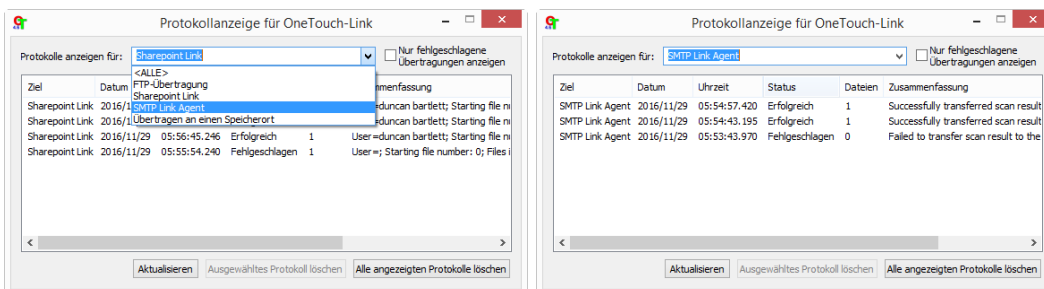 Protokollanzeige für OneTouch-Link
Protokolle anzeigen für: Sharepoint Link
Nur fehlgeschlagene
Übertragungen anzeigen
<ALLE>
FTP-Übertragung
Sharepoint Link
SMTP Link Agent
Übertragen an einen Speicherort
Ziel Datum
Sharepoint Link 2016/1 =duncan bartlett; Starting file
Sharepoint Link 2016/1 =duncan bartlett; Starting file
Sharepoint Link 2016/11/29 05:56:45.246 Erfolgreich 1 User=duncan bartlett; Starting file
Sharepoint Link 2016/11/29 05:55:54.240 Fehlgeschlagen 1 User=; Starting file number: 0; Files
Aktualisieren Ausgewähltes Protokoll löschen Alle angezeigten Protokolle löschen
Protokollanzeige für OneTouch-Link
Protokolle anzeigen für: SMTP Link Agent
Nur fehlgeschlagene
Übertragungen anzeigen
Ziel Datum Uhrzeit Status Dateien Zusammenfassung
SMTP Link Agent 2016/11/29 05:54:57.420 Erfolgreich 1 Successfully transferred scan result
SMTP Link Agent 2016/11/29 05:54:43.195 Erfolgreich 1 Successfully transferred scan result
SMTP Link Agent 2016/11/29 05:53:43.970 Fehlgeschlagen 0 Failed to transfer scan result to the
Aktualisieren Ausgewähltes Protokoll löschen Alle angezeigten Protokolle löschen